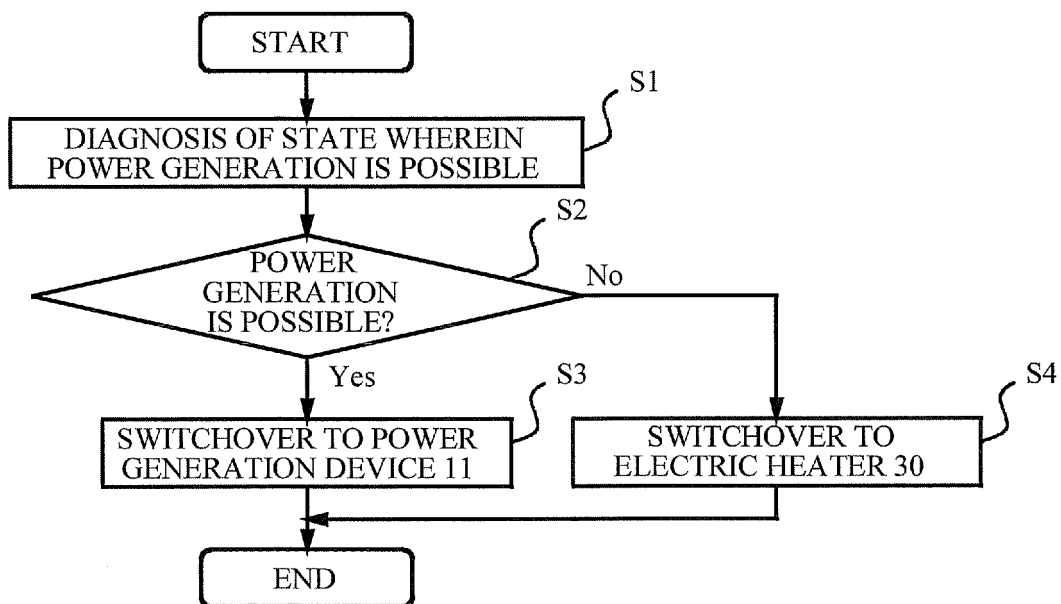 START
S1
DIAGNOSIS OF STATE WHEREIN
POWER GENERATION IS POSSIBLE
S2
POWER
GENERATION
IS POSSIBLE?
No
Yes
S3
SWITCHOVER TO POWER
GENERATION DEVICE 11
S4
SWITCHOVER TO
ELECTRIC HEATER 30
END